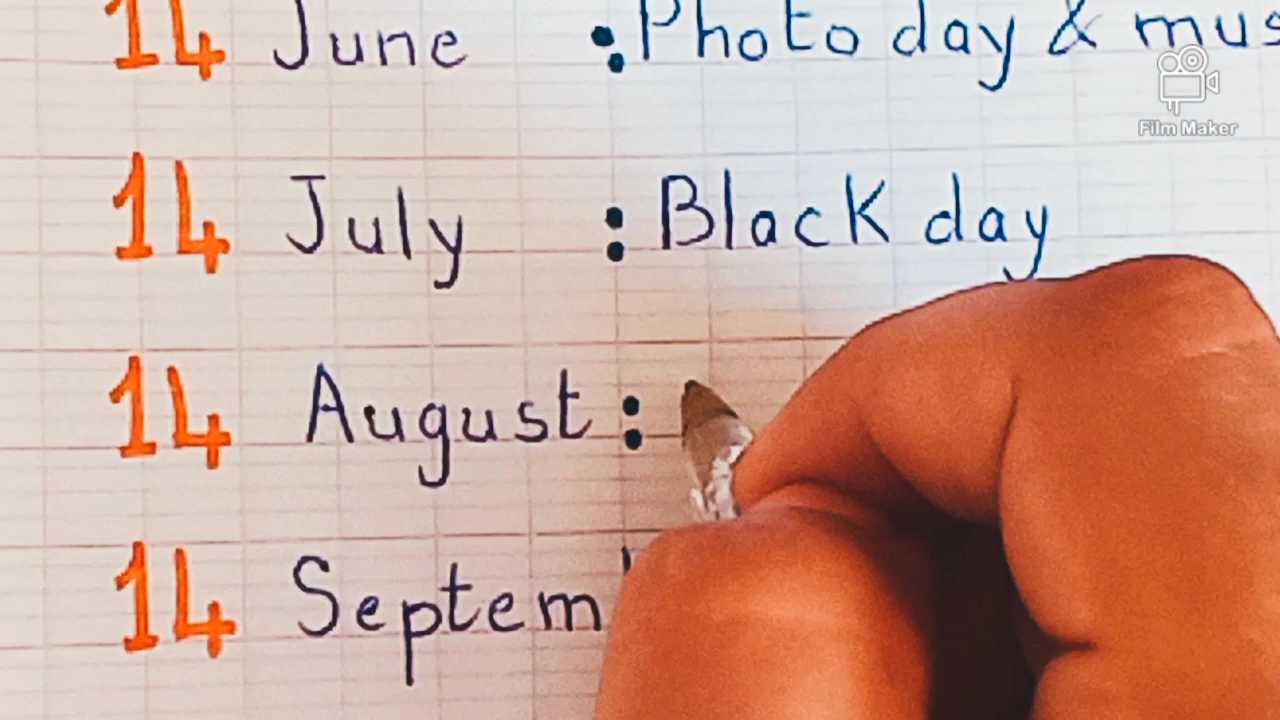 14 June : Photo day & mus
Film Maker
14 July : Black day
14 August :
14 Septem